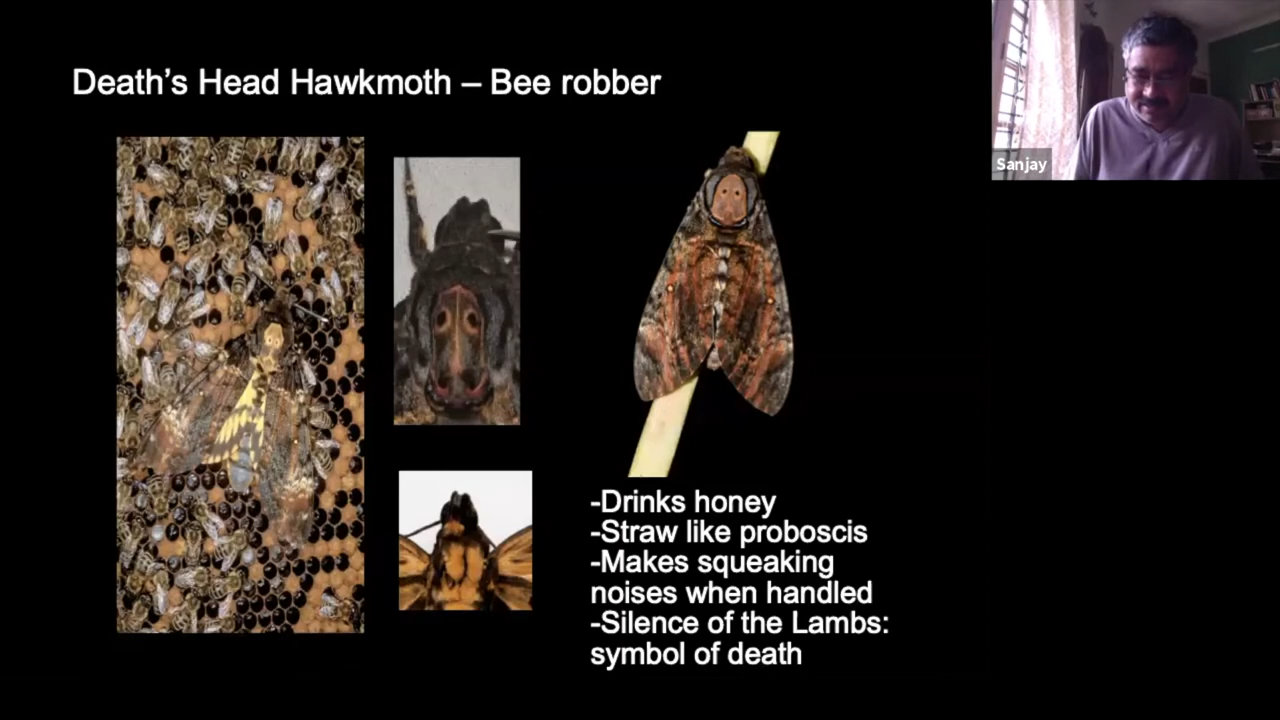 Death's Head Hawkmoth – Bee robber
Sanjay
-Drinks honey
-Straw like proboscis
-Makes squeaking
noises when handled
-Silence of the Lambs:
symbol of death